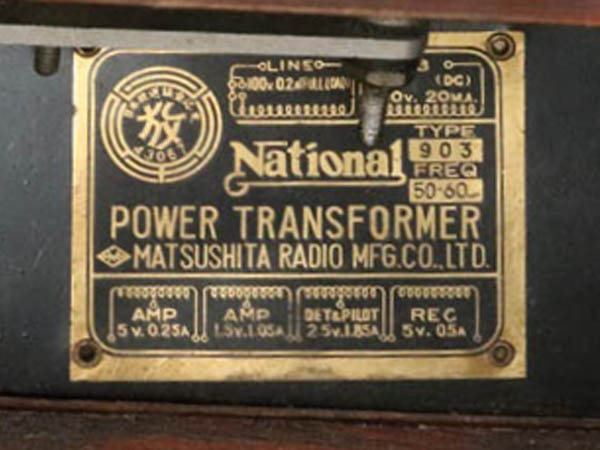 LINE B
100V. 0.2A (FULL LOAD) (DC)
0V. 20MA.
放
43067
TYPE
903
National
FREQ
50-60
POWER TRANSFORMER
MATSUSHITA RADIO MFG.CO.,LTD.
AMP AMP DET&PILOT REC
5V. 0.25A 1.5V. 1.05A 2.5V. 1.85A 5V. 0.5A